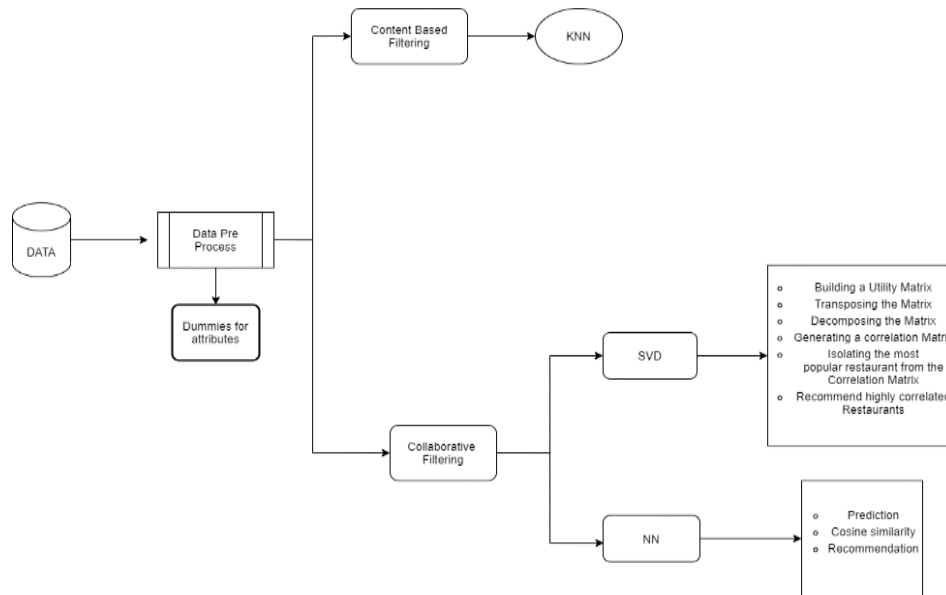 Content Based
Filtering
KNN
DATA
Data Pre
Process
Dummies for
attributes
Collaborative
Filtering
SVD
Building a Utility Matrix
Transposing the Matrix
Decomposing the Matrix
Generating a correlation Matri
Isolating the most
popular restaurant from the
Correlation Matrix
Recommend highly correlated
Restaurants
NN
Prediction
Cosine similarity
Recommendation